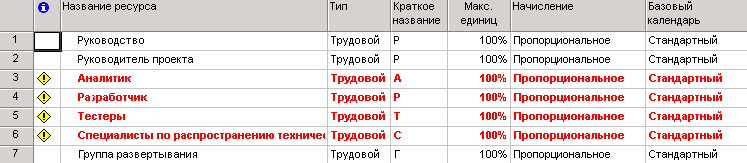 Название ресурса Тип Краткое название Макс. единиц Начисление Базовый календарь
1 Руководство Трудовой Р 100% Пропорциональное Стандартный
2 Руководитель проекта Трудовой Р 100% Пропорциональное Стандартный
3 Аналитик Трудовой А 100% Пропорциональное Стандартный
4 Разработчик Трудовой Р 100% Пропорциональное Стандартный
5 Тестеры Трудовой Т 100% Пропорциональное Стандартный
6 Специалисты по распространению техничес Трудовой С 100% Пропорциональное Стандартный
7 Группа развертывания Трудовой Г 100% Пропорциональное Стандартный